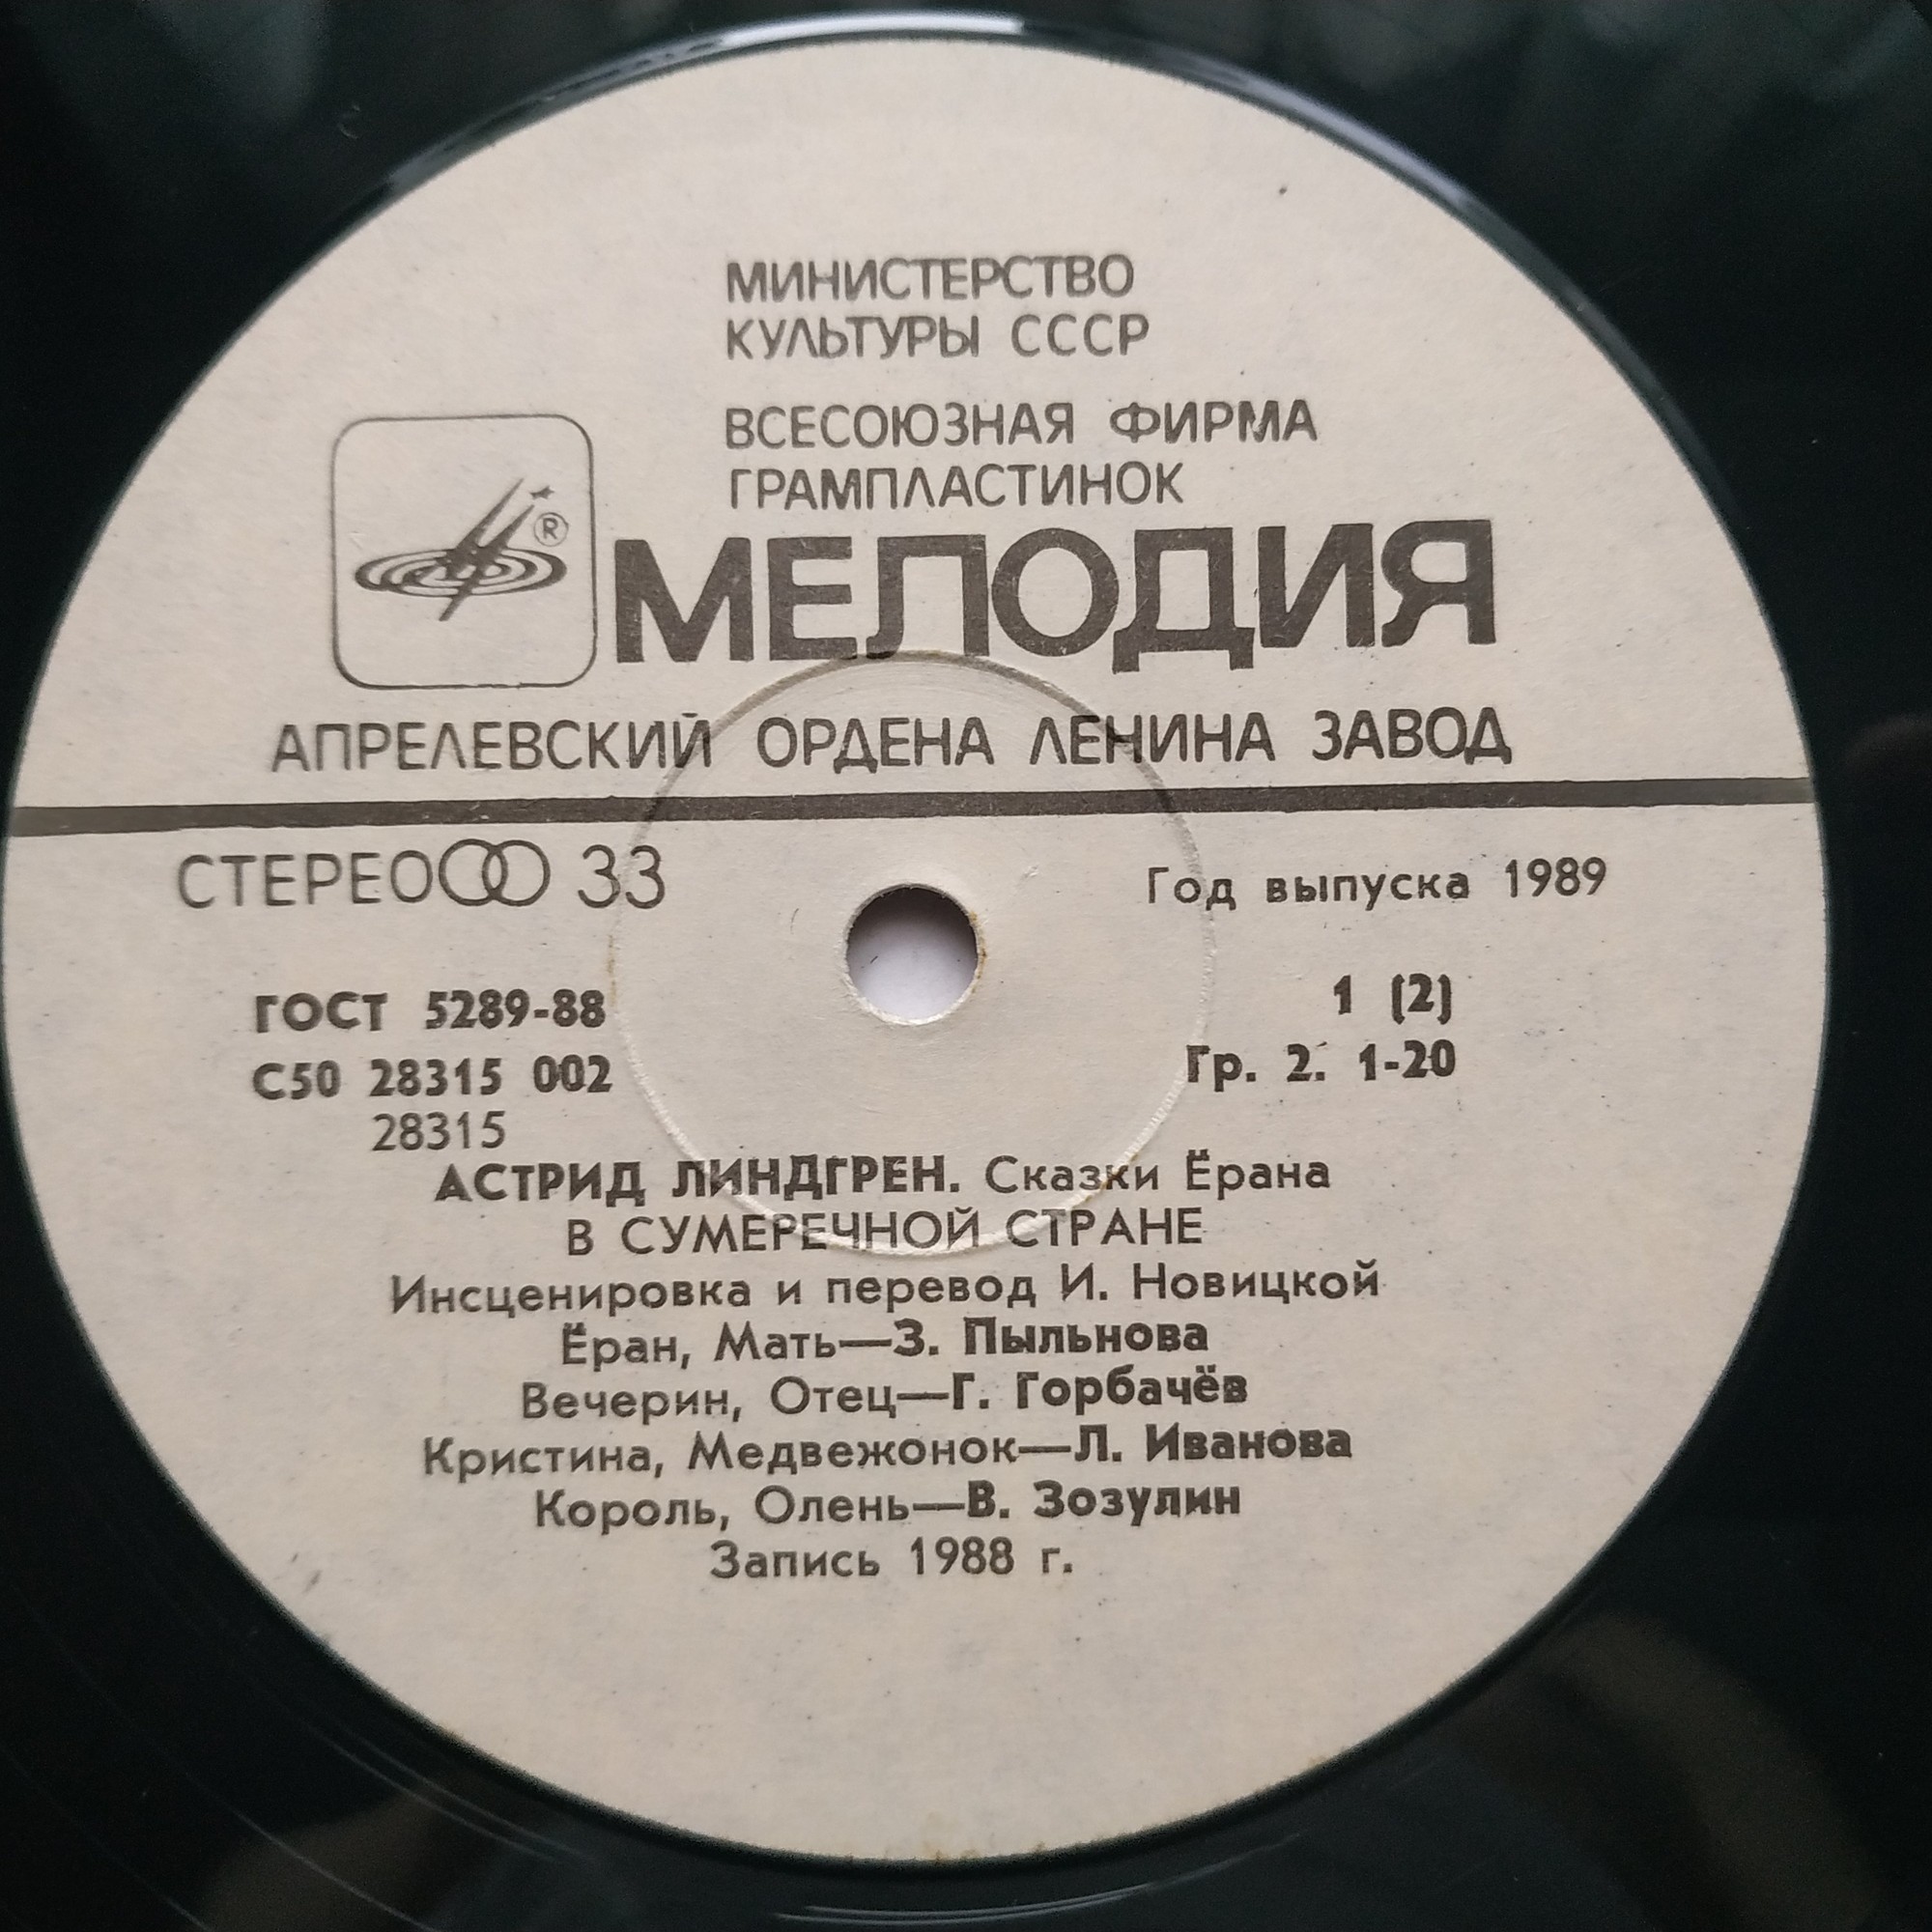 МИНИСТЕРСТВО
КУЛЬТУРЫ СССР
ВСЕСОЮЗНАЯ ФИРМА
ГРАМПЛАСТИНОК
®
МЕЛОДИЯ
АПРЕЛЕВСКИЙ ОРДЕНА ЛЕНИНА ЗАВОД
СТЕРЕО 33
Год выпуска 1989
ГОСТ 5289-88
1 (2)
С50 28315 002
Гр. 2. 1-20
28315
АСТРИД ЛИНДГРЕН. Сказки Ёрана
В СУМЕРЕЧНОЙ СТРАНЕ
Инсценировка и перевод И. Новицкой
Ёран, Мать—З. Пыльнова
Вечерин, Отец—Г. Горбачёв
Кристина, Медвежонок—Л. Иванова
Король, Олень—В. Зозулин
Запись 1988 г.